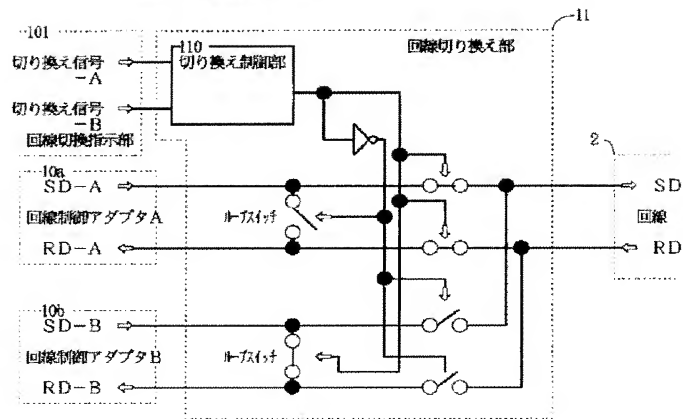 101
切り換え信号
-A
切り換え信号
-B
回線切換指示部
110
切り換え制御部
回線切り換え部
11
10a
SD-A
回線制御アダプタA
RD-A
ループスイッチ
2
SD
回線
RD
10b
SD-B
回線制御アダプタB
RD-B
ループスイッチ